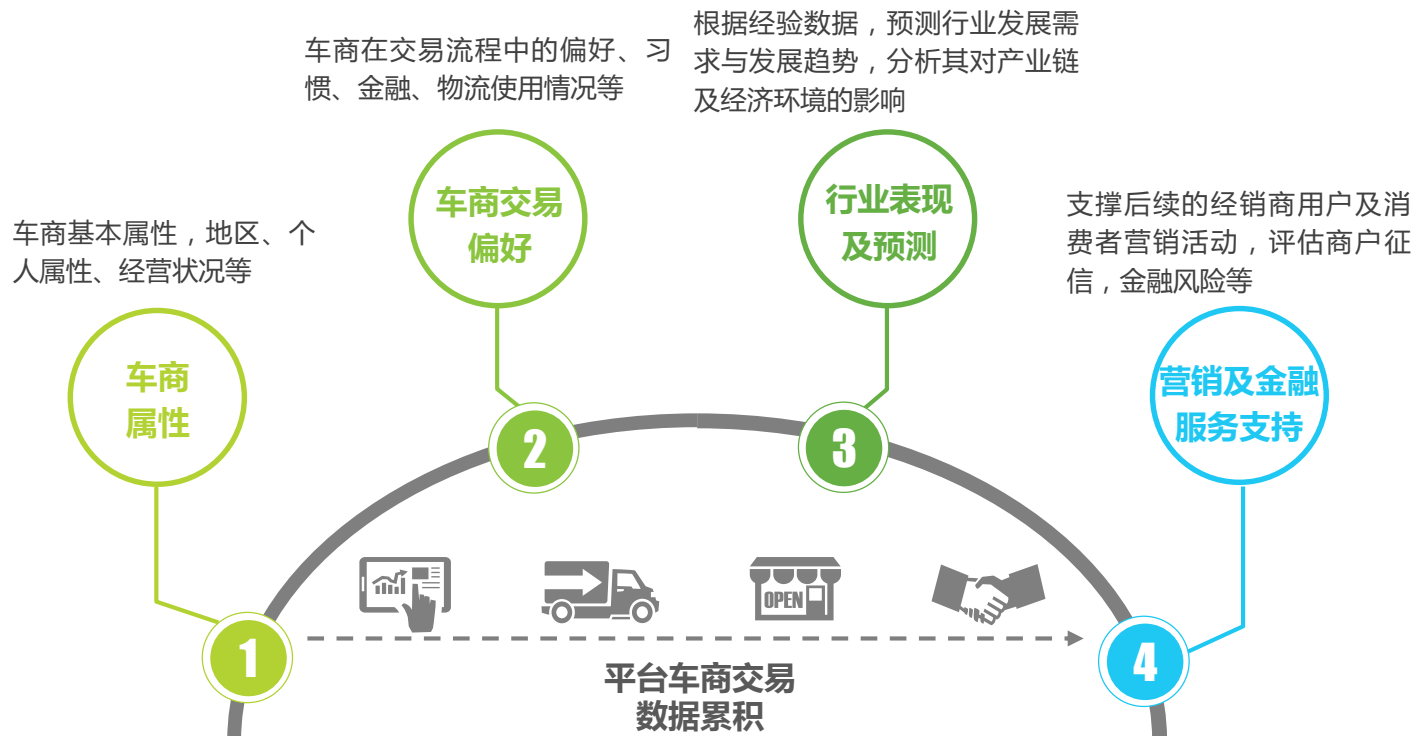 车商在交易流程中的偏好、习
惯、金融、物流使用情况等
根据经验数据，预测行业发展需
求与发展趋势，分析其对产业链
及经济环境的影响
车商交易
偏好
行业表现
及预测
车商基本属性，地区、个
人属性、经营状况等
支撑后续的经销商用户及消
费者营销活动，评估商户征
信，金融风险等
车商
属性
营销及金融
服务支持
2
3
OPEN
1
4
平台车商交易
数据累积